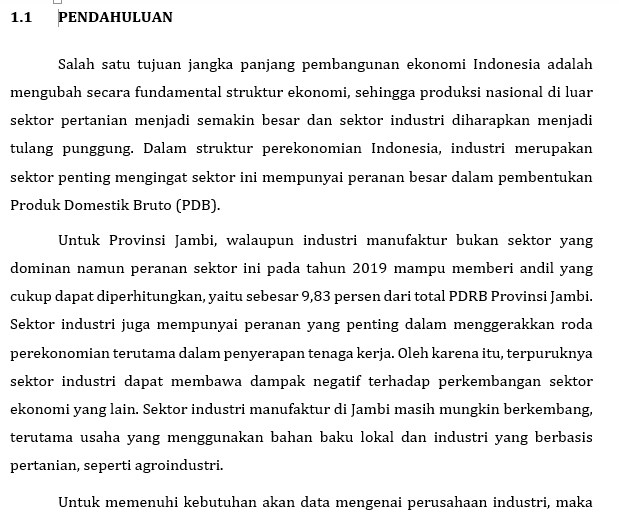 1.1 PENDAHULUAN
Salah satu tujuan jangka panjang pembangunan ekonomi Indonesia adalah
mengubah secara fundamental struktur ekonomi, sehingga produksi nasional di luar
sektor pertanian menjadi semakin besar dan sektor industri diharapkan menjadi
tulang punggung. Dalam struktur perekonomian Indonesia, industri merupakan
sektor penting mengingat sektor ini mempunyai peranan besar dalam pembentukan
Produk Domestik Bruto (PDB).
Untuk Provinsi Jambi, walaupun industri manufaktur bukan sektor yang
dominan namun peranan sektor ini pada tahun 2019 mampu memberi andil yang
cukup dapat diperhitungkan, yaitu sebesar 9,83 persen dari total PDRB Provinsi Jambi.
Sektor industri juga mempunyai peranan yang penting dalam menggerakkan roda
perekonomian terutama dalam penyerapan tenaga kerja. Oleh karena itu, terpuruknya
sektor industri dapat membawa dampak negatif terhadap perkembangan sektor
ekonomi yang lain. Sektor industri manufaktur di Jambi masih mungkin berkembang,
terutama usaha yang menggunakan bahan baku lokal dan industri yang berbasis
pertanian, seperti agroindustri.
Untuk memenuhi kebutuhan akan data mengenai perusahaan industri, maka